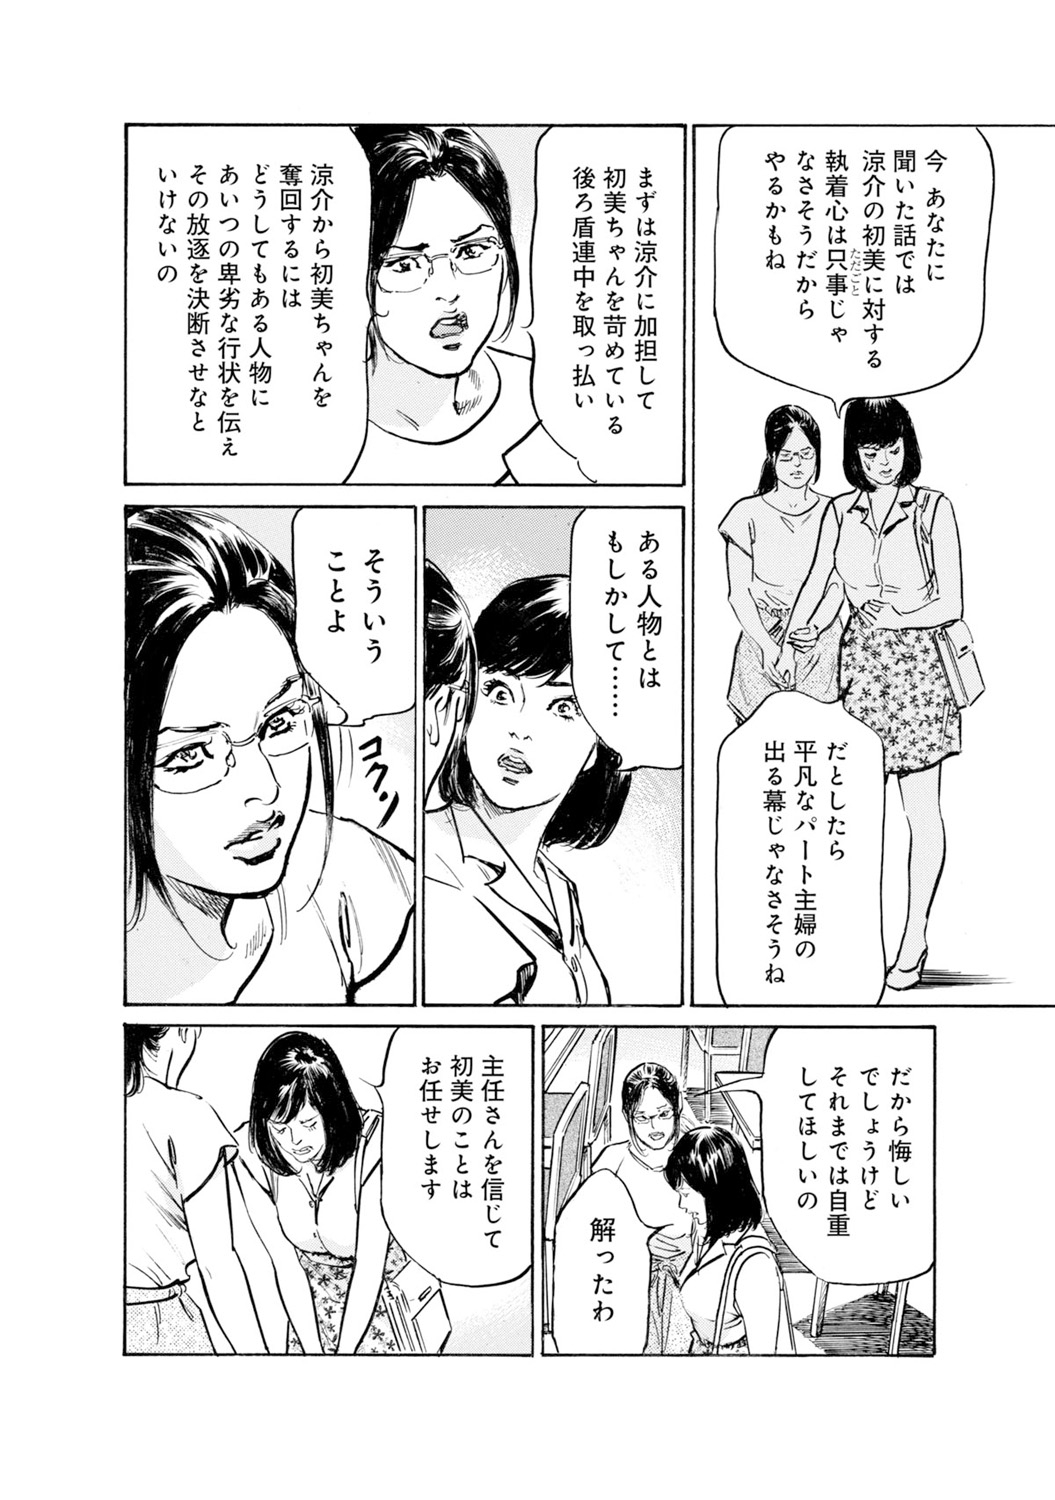 今 あなたに
聞いた話では
涼介の初美に対する
執着心は只事じゃ
ただごと
なさそうだから
やるかもね
だとしたら
平凡なパート主婦の
出る幕じゃなさそうね
まずは涼介に加担して
初美ちゃんを苛めている
後ろ盾連中を取っ払い
涼介から初美ちゃんを
奪回するには
どうしてもある人物に
あいつの卑劣な行状を伝え
その放逐を決断させなと
いけないの
ある人物とは
もしかして……
そういう
ことよ
コクン
だから悔しい
でしょうけど
それまでは自重
してほしいの
解ったわ
主任さんを信じて
初美のことは
お任せします